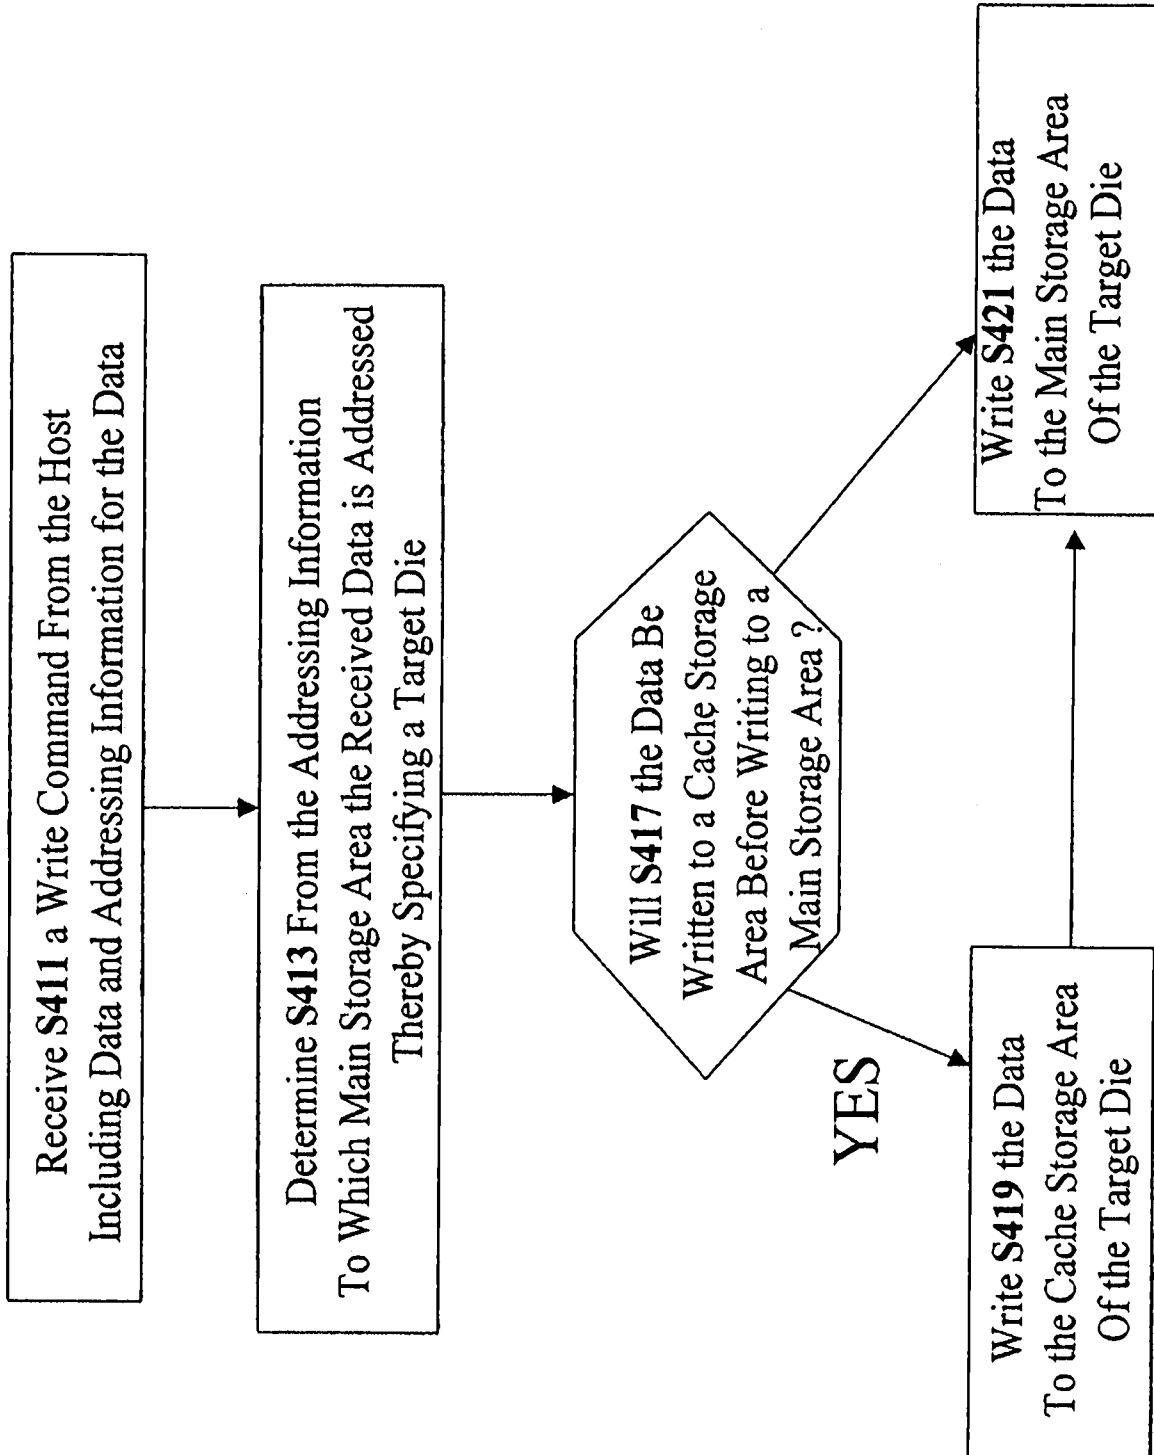 Receive S411 a Write Command From the Host
Including Data and Addressing Information for the Data
Determine S413 From the Addressing Information
To Which Main Storage Area the Received Data is Addressed
Thereby Specifying a Target Die
Will S417 the Data Be
Written to a Cache Storage
Area Before Writing to a
Main Storage Area ?
YES
Write S419 the Data
To the Cache Storage Area
Of the Target Die
Write S421 the Data
To the Main Storage Area
Of the Target Die